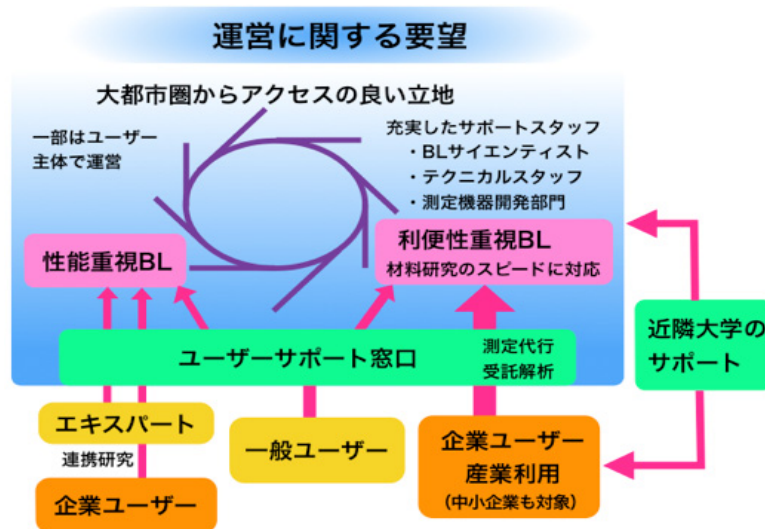 運営に関する要望
大都市圏からアクセスの良い立地
一部はユーザー
主体で運営
充実したサポートスタッフ
・BLサイエンティスト
・テクニカルスタッフ
・測定機器開発部門
性能重視BL
利便性重視BL
材料研究のスピードに対応
ユーザーサポート窓口
測定代行
受託解析
近隣大学の
サポート
エキスパート
連携研究
企業ユーザー
一般ユーザー
企業ユーザー
産業利用
(中小企業も対象)